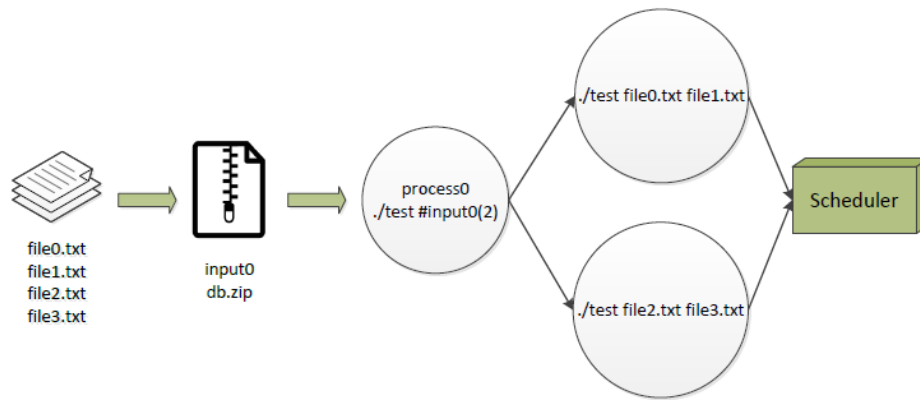 file0.txt
file1.txt
file2.txt
file3.txt
input0
db.zip
process0
./test #input0(2)
./test file0.txt file1.txt
./test file2.txt file3.txt
Scheduler